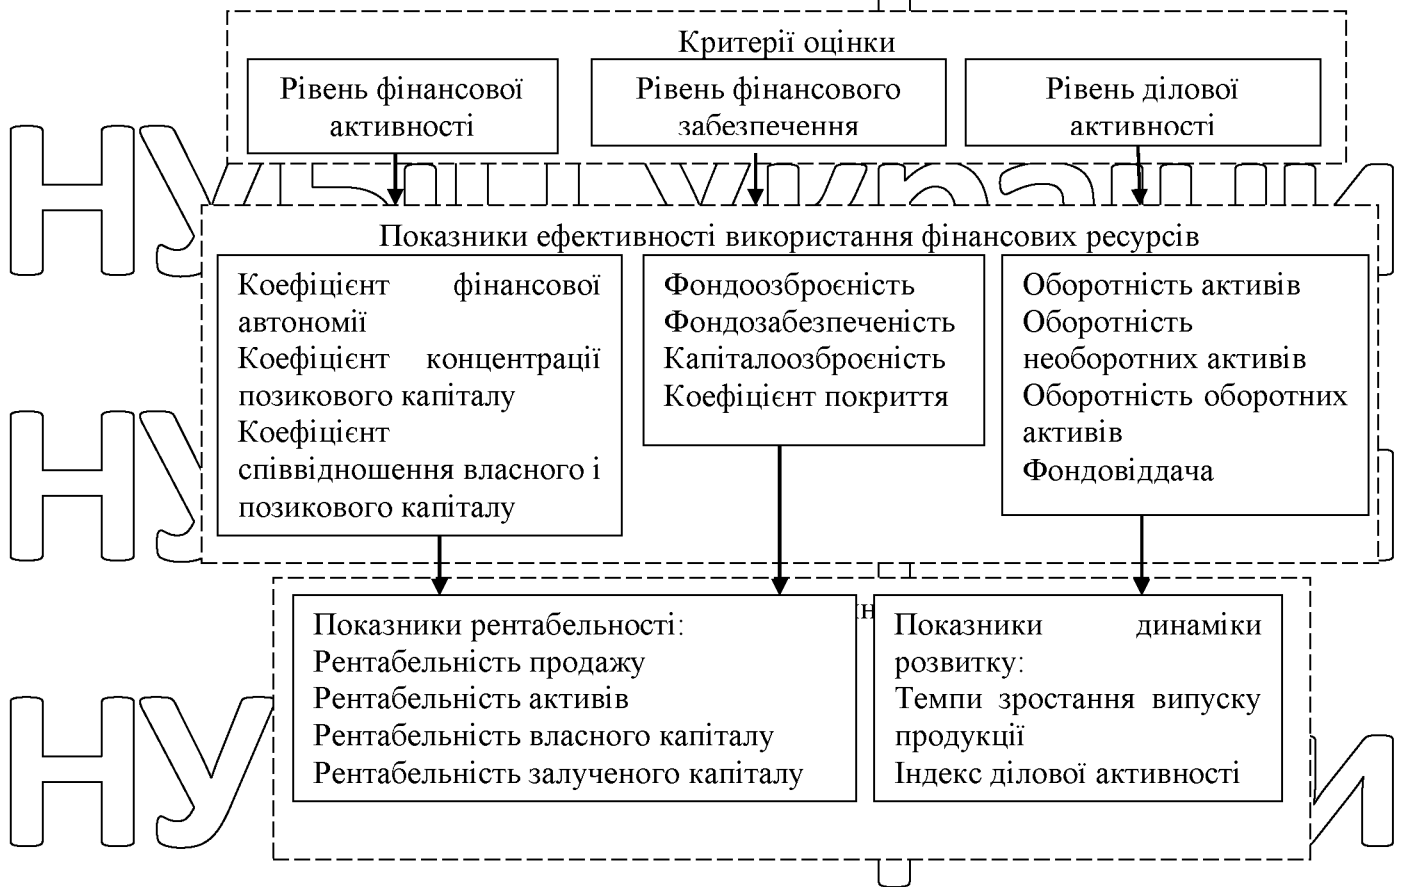 Критерії оцінки
Рівень фінансової
активності
Рівень фінансового
забезпечення
Рівень ділової
активності
Показники ефективності використання фінансових ресурсів
Коефіцієнт фінансової
автономії
Коефіцієнт концентрації
позикового капіталу
Коефіцієнт
співвідношення власного і
позикового капіталу
Фондоозброєність
Фондозабезпеченість
Капіталоозброєність
Коефіцієнт покриття
Оборотність активів
Оборотність
необоротних активів
Оборотність оборотних
активів
Фондовіддача
Показники рентабельності:
Рентабельність продажу
Рентабельність активів
Рентабельність власного капіталу
Рентабельність залученого капіталу
Показники динаміки
розвитку:
Темпи зростання випуску
продукції
Індекс ділової активності